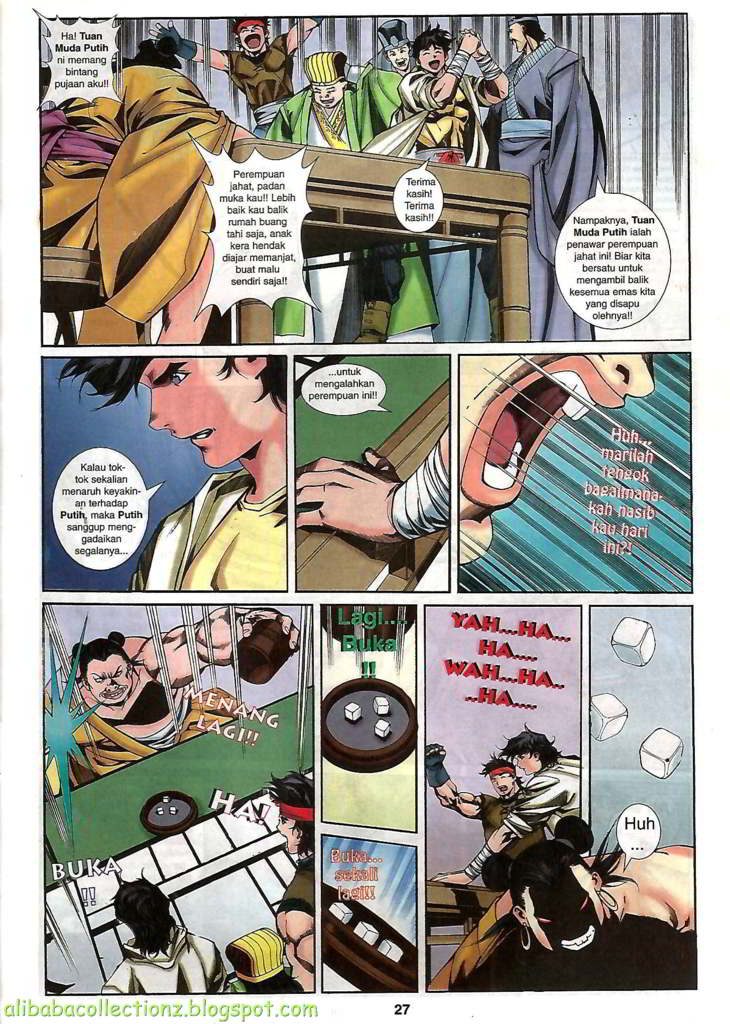 Ha! Tuan
Muda Putih
ni memang
bintang
pujaan aku!!
Perempuan
jahat, padan
muka kau!! Lebih
baik kau balik
rumah buang
tahi saja, anak
kera hendak
diajar memanjat,
buat malu
sendiri saja!!
Terima
kasih!
Terima
kasih!!
Nampaknya, Tuan
Muda Putih ialah
penawar perempuan
jahat ini! Biar kita
bersatu untuk
mengambil balik
kesemua emas kita
yang disapu
olehnya!!
Kalau tok-
tok sekalian
menaruh keyakin-
an terhadap
Putih, maka Putih
sanggup meng-
gadaikan
segalanya...
...untuk
mengalahkan
perempuan ini!!
Huh...
marilah
tengok
bagaimana-
kah nasib
kau hari
ini?!
MENANG
LAGI!!
HA!
BUKA
!!
Lagi....
Buka
!!
Buka...
sekali
lagi!!
YAH...HA...
HA....
WAH...HA..
..HA....
Huh
...
alibabacollectionz.blogspot.com
27